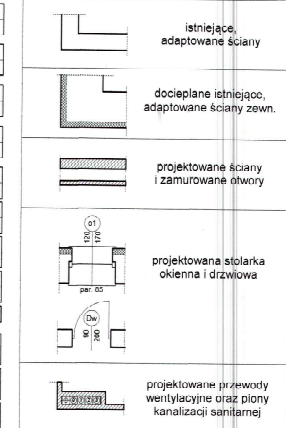 istniejące,
adaptowane ściany
docieplane istniejące,
adaptowane ściany zewn.
projektowane ściany
i zamurowane otwory
o1
120
170
projektowana stolarka
okienna i drzwiowa
par. 85
Dw
90
200
projektowane przewody
wentylacyjne oraz piony
kanalizacji sanitarnej